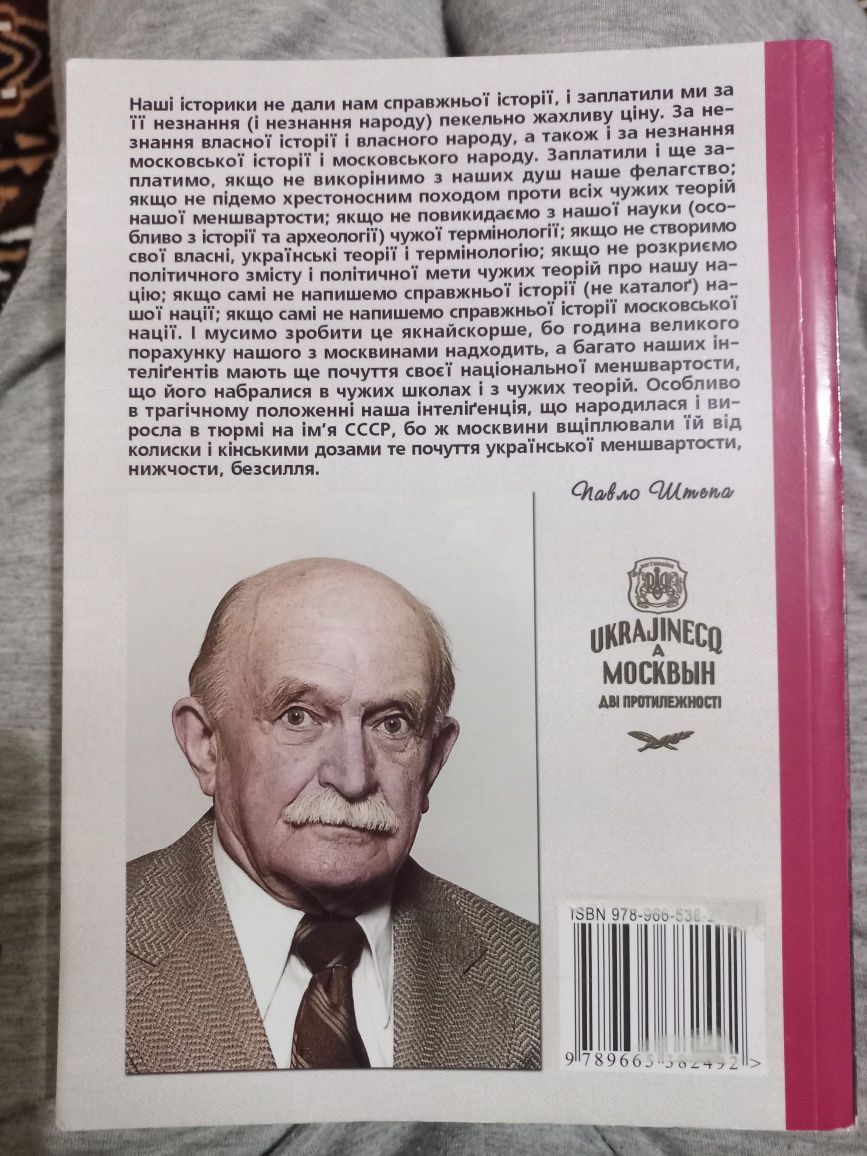 Наші історики не дали нам справжньої історії, і заплатили ми за
її незнання (і незнання народу) пекельно жахливу ціну. За не-
знання власної історії і власного народу, а також і за незнання
московської історії і московського народу. Заплатили і ще за-
платимо, якщо не викорінимо з наших душ наше фелагство;
якщо не підемо хрестоносним походом проти всіх чужих теорій
нашої меншвартости; якщо не повикидаємо з нашої науки (осо-
бливо з історії та археології) чужої термінології; якщо не створимо
свої власні, українські теорії і термінологію; якщо не розкриємо
політичного змісту і політичної мети чужих теорій про нашу на-
цію; якщо самі не напишемо справжньої історії (не каталоґ) на-
шої нації; якщо самі не напишемо справжньої історії московської
нації. І мусимо зробити це якнайскорше, бо година великого
порахунку нашого з москвинами надходить, а багато наших ін-
теліґентів мають ще почуття своєї національної меншвартости,
що його набралися в чужих школах і з чужих теорій. Особливо
в трагічному положенні наша інтеліґенція, що народилася і ви-
росла в тюрмі на ім'я СССР, бо ж москвини вщіплювали їй від
колиски і кінськими дозами те почуття української меншвартости,
нижчости, безсилля.
Павло Штепа
UKRAJINECQ
А
МОСКВЫН
ДВІ ПРОТИЛЕЖНОСТІ
ISBN 978-966-538-2
9 789665 382492 >